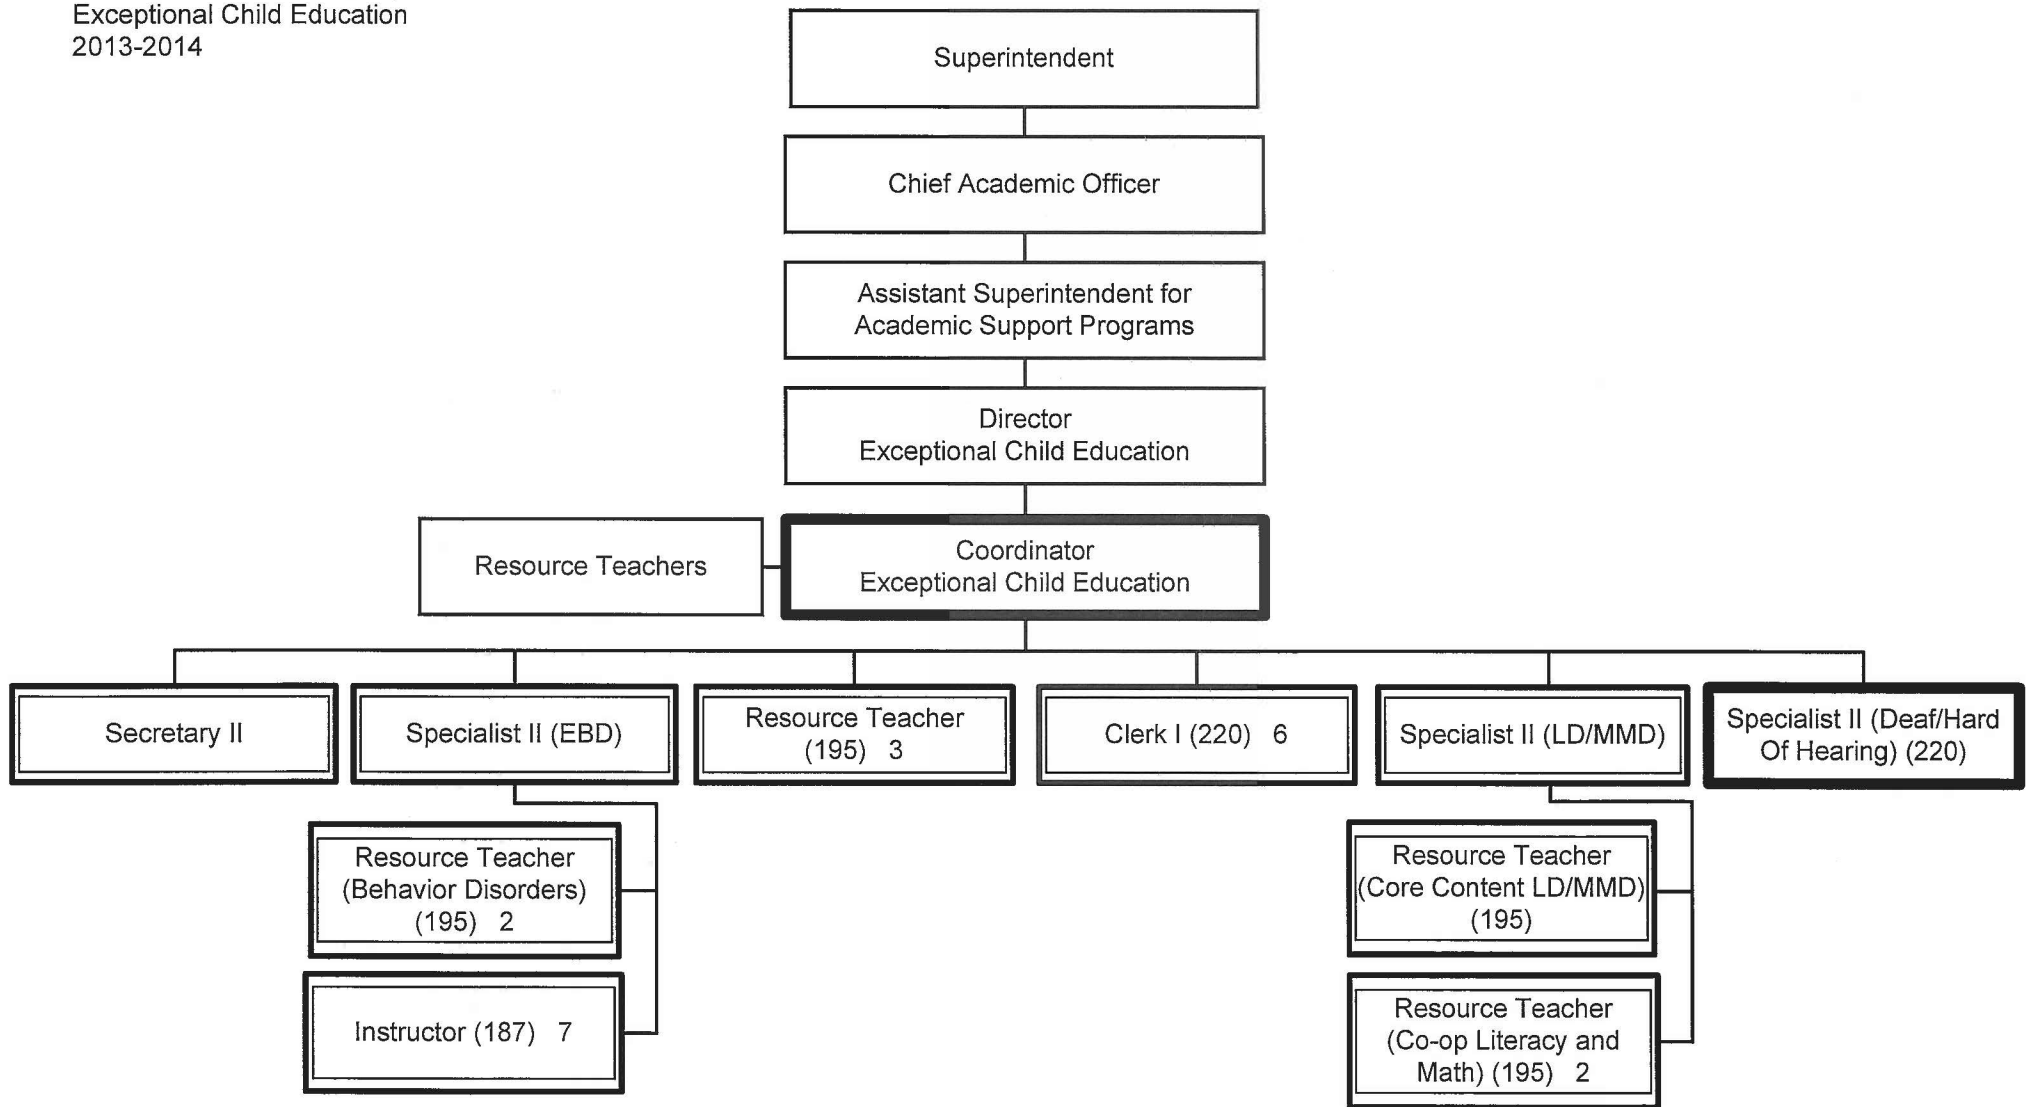 Exceptional Child Education
2013-2014
Superintendent
Chief Academic Officer
Assistant Superintendent for
Academic Support Programs
Director
Exceptional Child Education
Resource Teachers
Coordinator
Exceptional Child Education
Secretary II
Specialist II (EBD)
Resource Teacher
(195) 3
Clerk I (220) 6
Specialist II (LD/MMD)
Specialist II (Deaf/Hard
Of Hearing) (220)
Resource Teacher
(Behavior Disorders)
(195) 2
Instructor (187) 7
Resource Teacher
(Core Content LD/MMD)
(195)
Resource Teacher
(Co-op Literacy and
Math) (195) 2